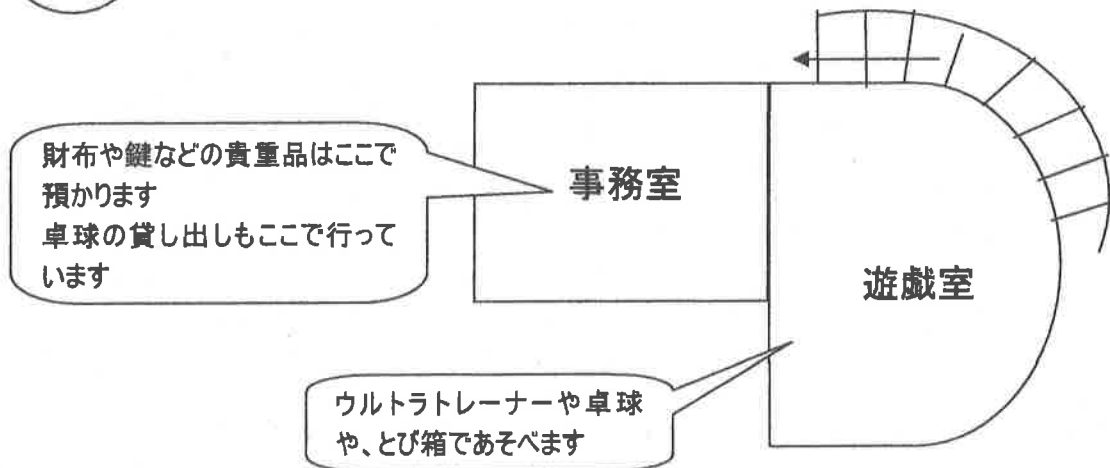 財布や鍵などの貴重品はここで
預かります
卓球の貸し出しもここで行って
います
事務室
遊戯室
ウルトラトレーナーや卓球
や、とび箱であそべます